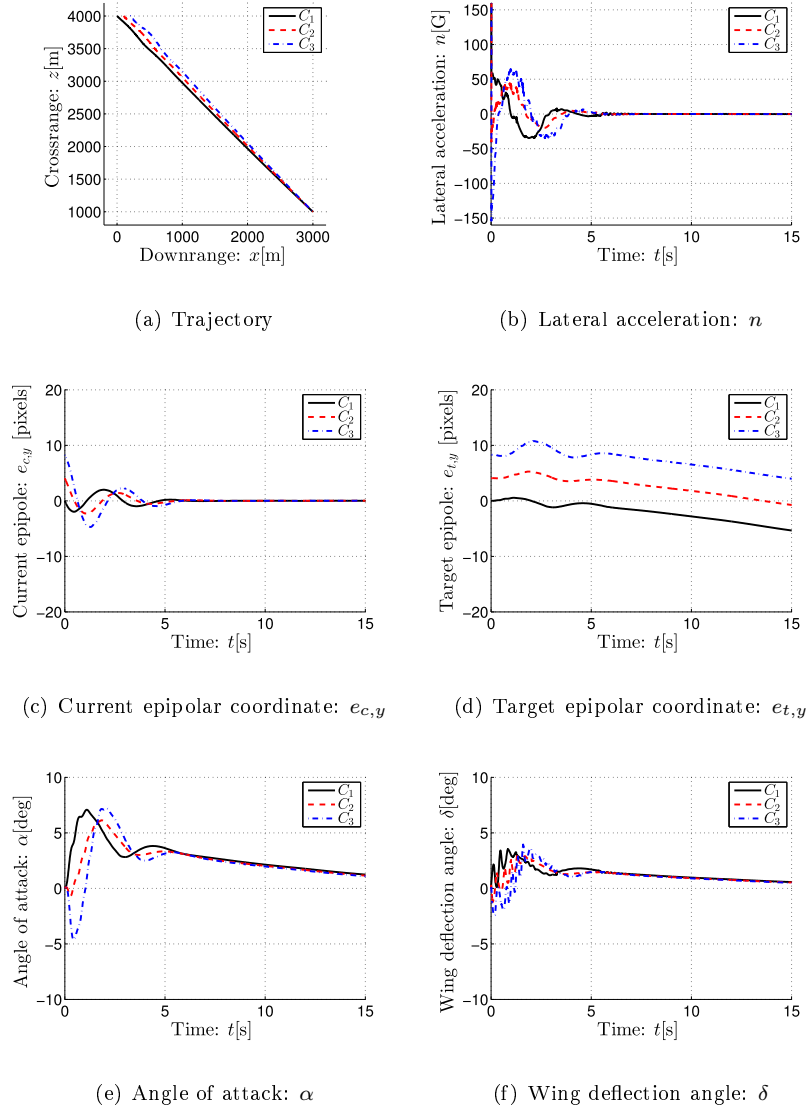 4000
3500
3000
2500
2000
1500
1000
0 1000 2000 3000
Crossrange: z[m]
Downrange: x[m]
C1
C2
C3
(a) Trajectory
150
100
50
0
−50
−100
−150
0 5 10 15
Lateral acceleration: n[G]
Time: t[s]
C1
C2
C3
(b) Lateral acceleration: n
20
10
0
−10
−20
0 5 10 15
Current epipole: ec,y [pixels]
Time: t[s]
C1
C2
C3
(c) Current epipolar coordinate: ec,y
20
10
0
−10
−20
0 5 10 15
Target epipole: et,y [pixels]
Time: t[s]
C1
C2
C3
(d) Target epipolar coordinate: et,y
10
5
0
−5
−10
0 5 10 15
Angle of attack: α[deg]
Time: t[s]
C1
C2
C3
(e) Angle of attack: α
10
5
0
−5
−10
0 5 10 15
Wing deflection angle: δ[deg]
Time: t[s]
C1
C2
C3
(f) Wing deflection angle: δ